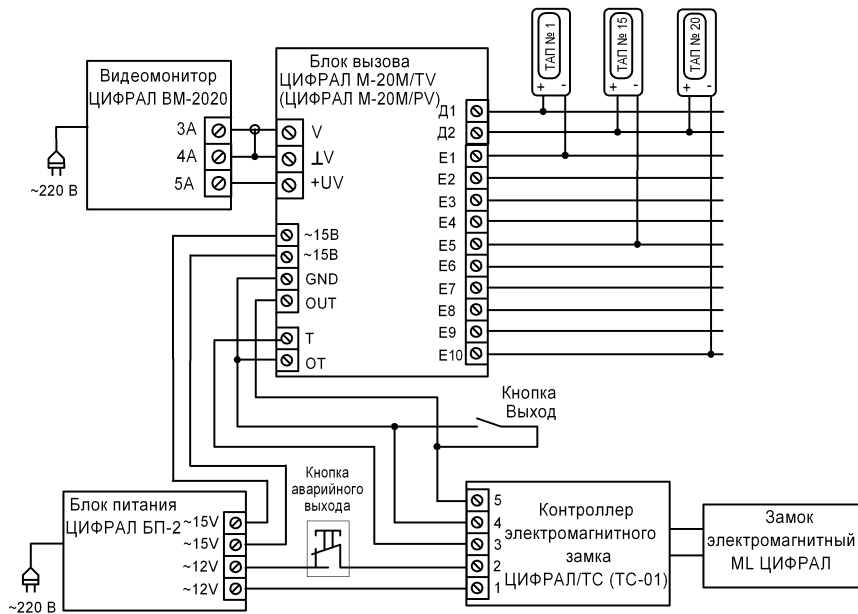 Видеомонитор
ЦИФРАЛ ВМ-2020
3А
4А
5А
~220 В
Блок вызова
ЦИФРАЛ М-20М/TV
(ЦИФРАЛ М-20М/PV)
V
⊥V
+UV
~15В
~15В
GND
OUT
T
OT
Д1
Д2
Е1
Е2
Е3
Е4
Е5
Е6
Е7
Е8
Е9
Е10
ТАП № 1
+ -
ТАП № 15
+ -
ТАП № 20
+ -
Кнопка
Выход
Кнопка
аварийного
выхода
Блок питания
ЦИФРАЛ БП-2
~15V
~15V
~12V
~12V
~220 В
5
4
3
2
1
Контроллер
электромагнитного
замка
ЦИФРАЛ/ТС (ТС-01)
Замок
электромагнитный
ML ЦИФРАЛ